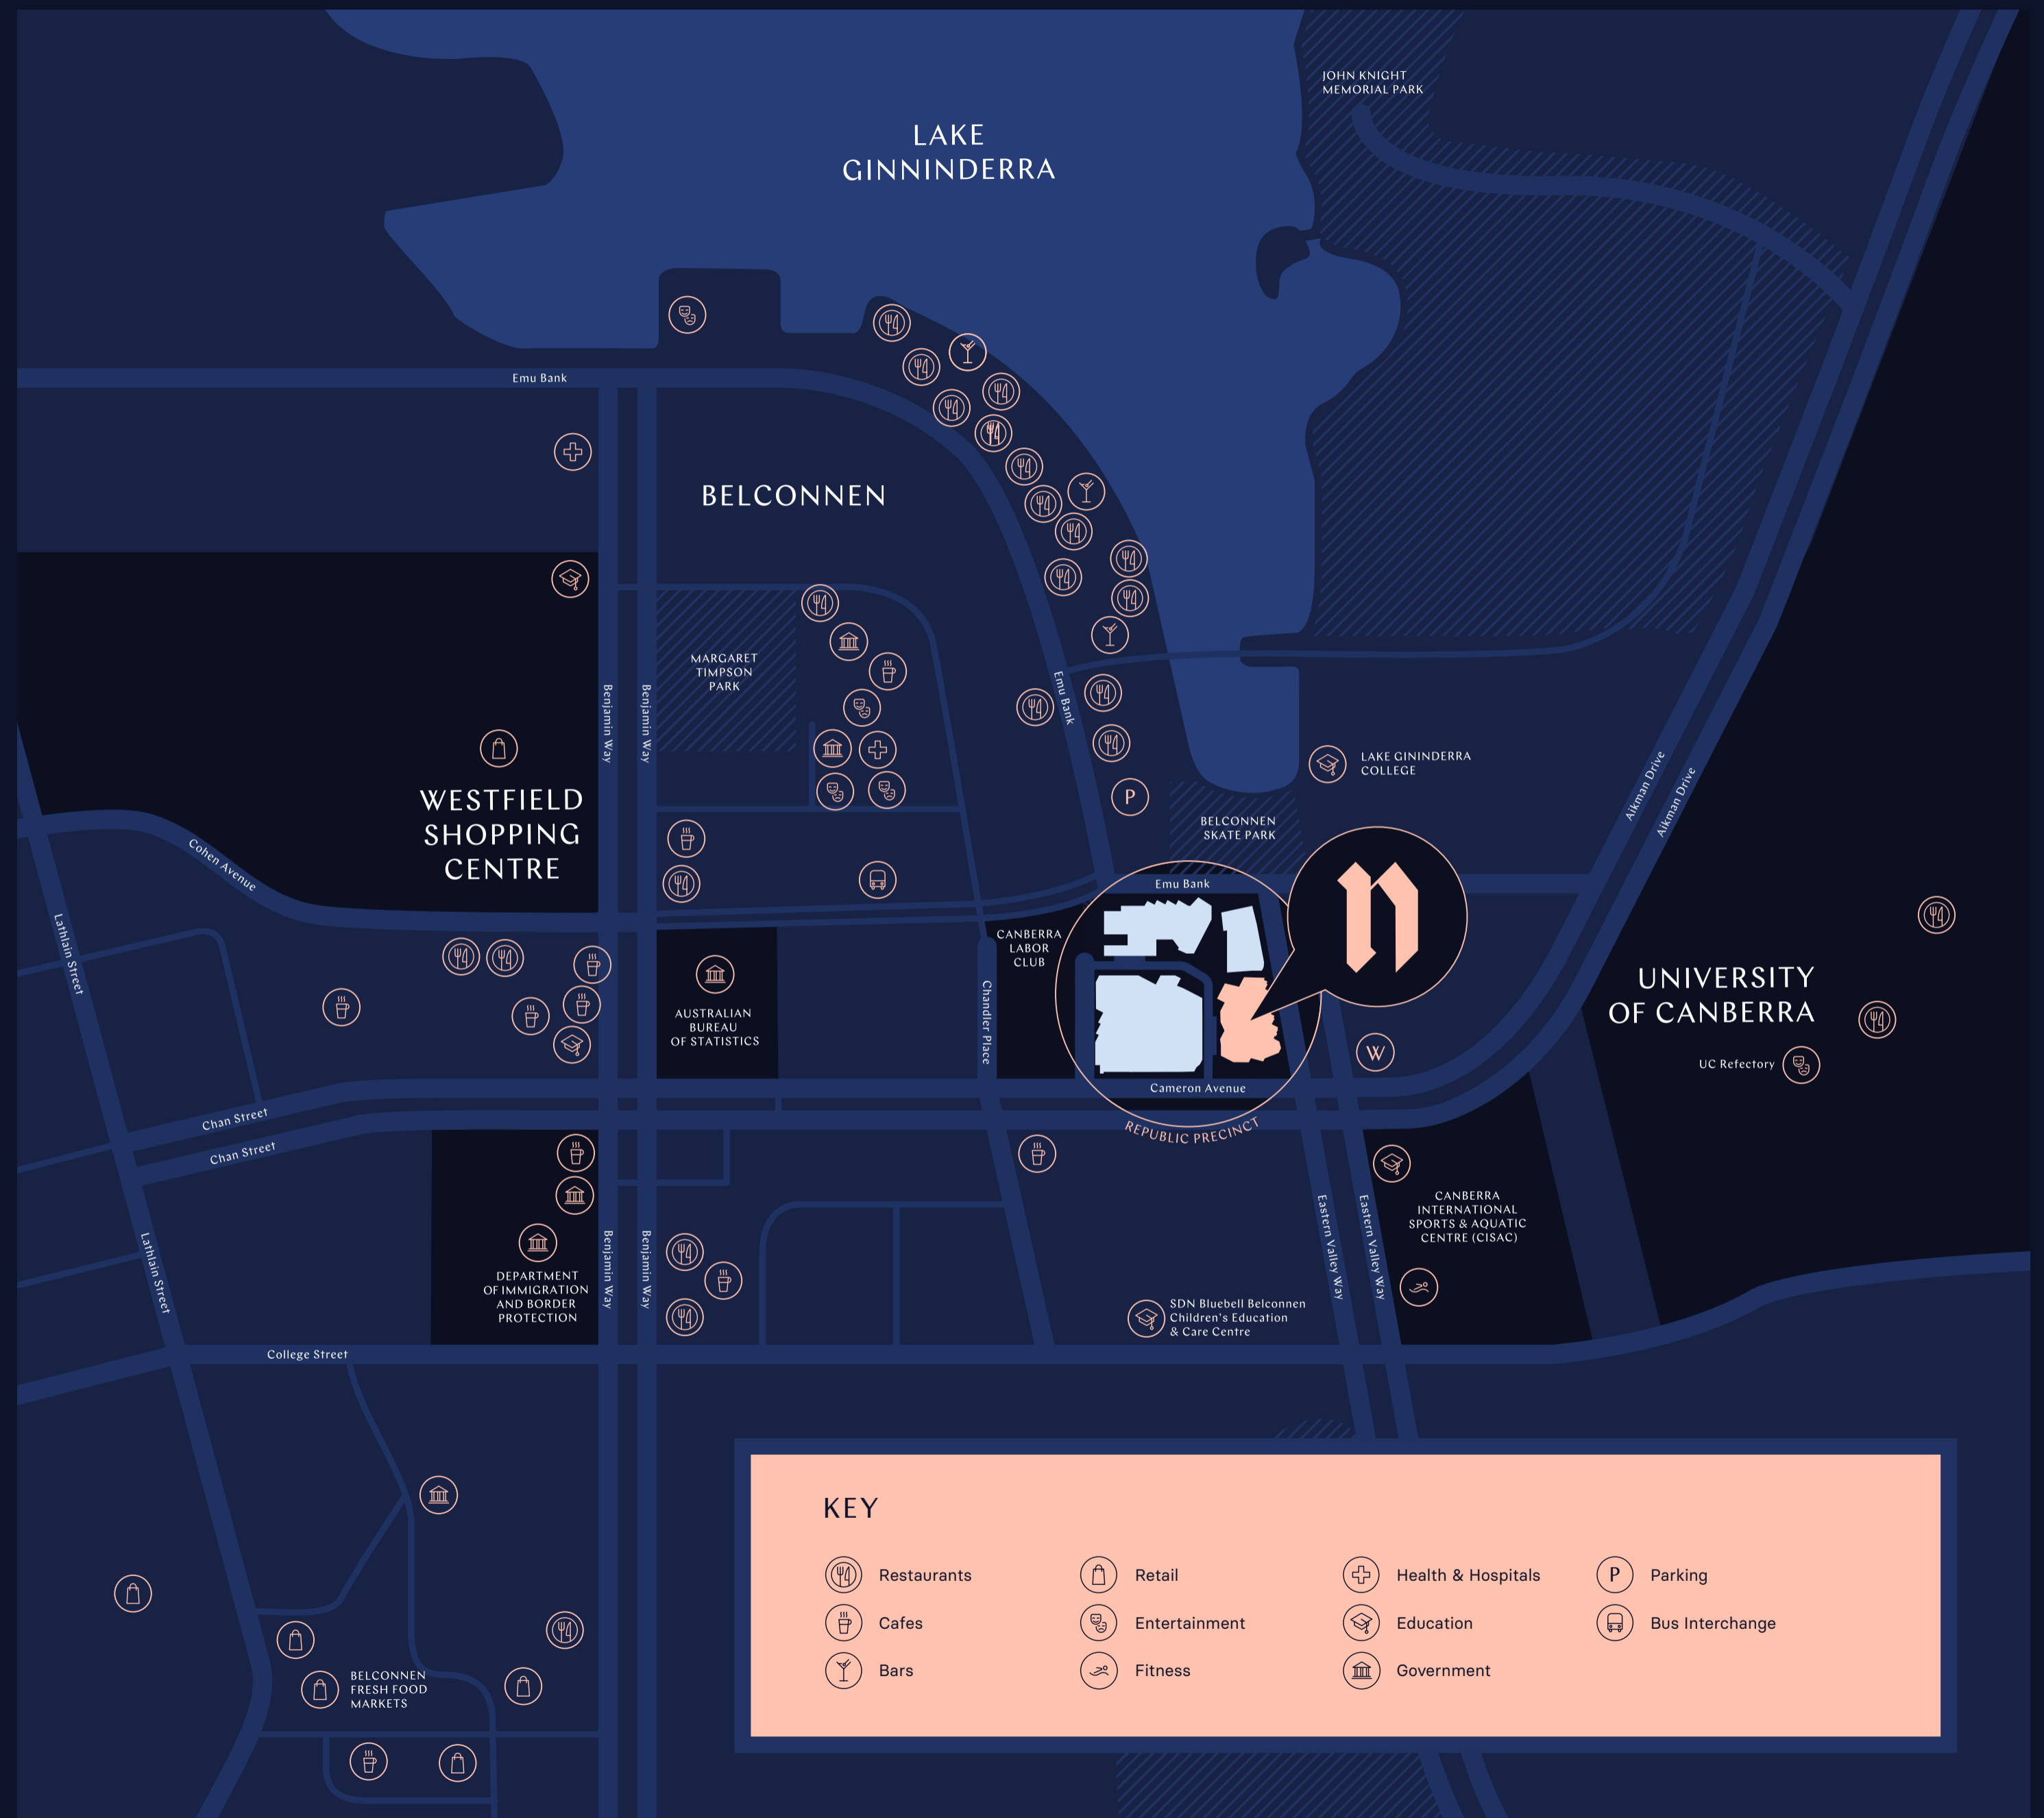 JOHN KNIGHT
MEMORIAL PARK
LAKE
GINNINDERRA
Emu Bank
BELCONNEN
MARGARET
TIMPSON
PARK
Benjamin Way
Benjamin Way
Emu Bank
LAKE GININDERRA
COLLEGE
Aikman Drive
Aikman Drive
P
WESTFIELD
SHOPPING
CENTRE
BELCONNEN
SKATE PARK
Cohen Avenue
Emu Bank
n
Lathlain Street
CANBERRA
LABOR
CLUB
UNIVERSITY
OF CANBERRA
AUSTRALIAN
BUREAU
OF STATISTICS
Chandler Place
W
UC Refectory
Cameron Avenue
REPUBLIC PRECINCT
Chan Street
Chan Street
CANBERRA
INTERNATIONAL
SPORTS & AQUATIC
CENTRE (CISAC)
Lathlain Street
Benjamin Way
Benjamin Way
Eastern Valley Way
Eastern Valley Way
DEPARTMENT
OF IMMIGRATION
AND BORDER
PROTECTION
SDN Bluebell Belconnen
Children's Education
& Care Centre
College Street
BELCONNEN
FRESH FOOD
MARKETS
KEY
Restaurants
Retail
Health & Hospitals
P Parking
Cafes
Entertainment
Education
Bus Interchange
Bars
Fitness
Government